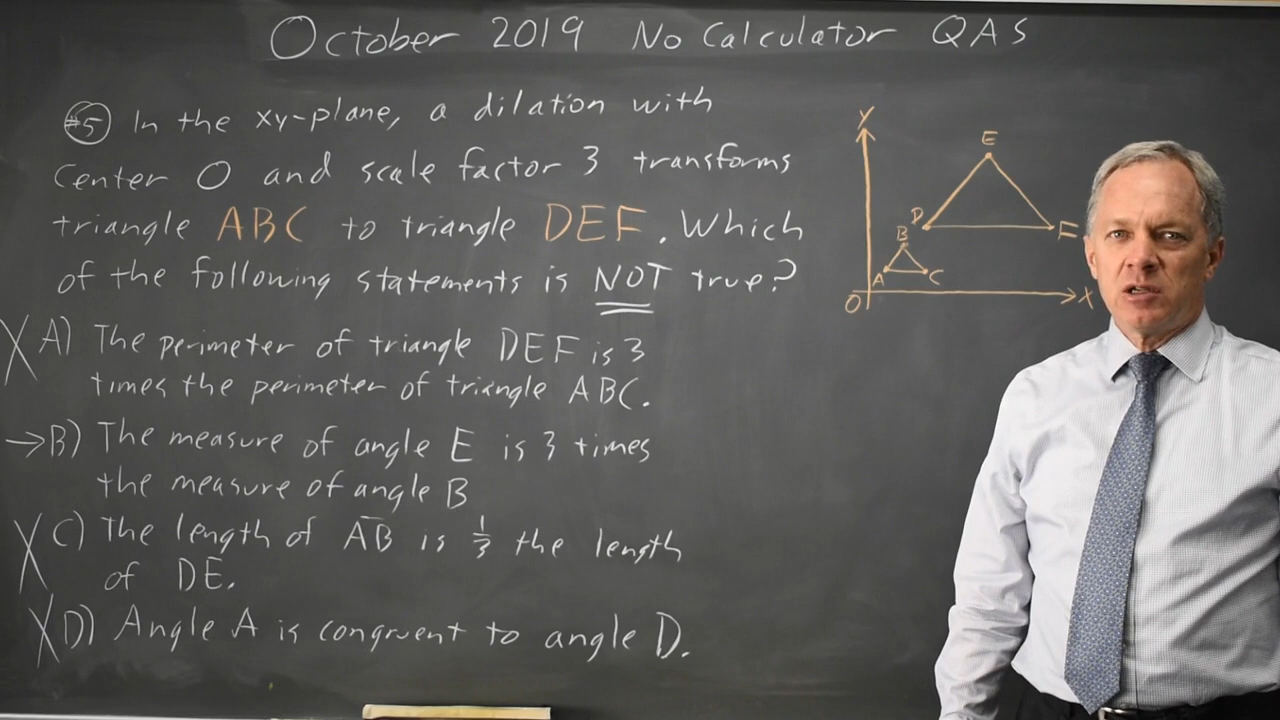 October 2019 No Calculator QAS
#5 In the xy-plane, a dilation with
center O and scale factor 3 transforms
triangle ABC to triangle DEF. Which
of the following statements is NOT true?
X A) The perimeter of triangle DEF is 3
times the perimeter of triangle ABC.
→ B) The measure of angle E is 3 times
the measure of angle B
X C) The length of A̅B̅ is 1/3 the length
of DE.
X D) Angle A is congruent to angle D.
Y
E
D
F
B
A
C
O
X